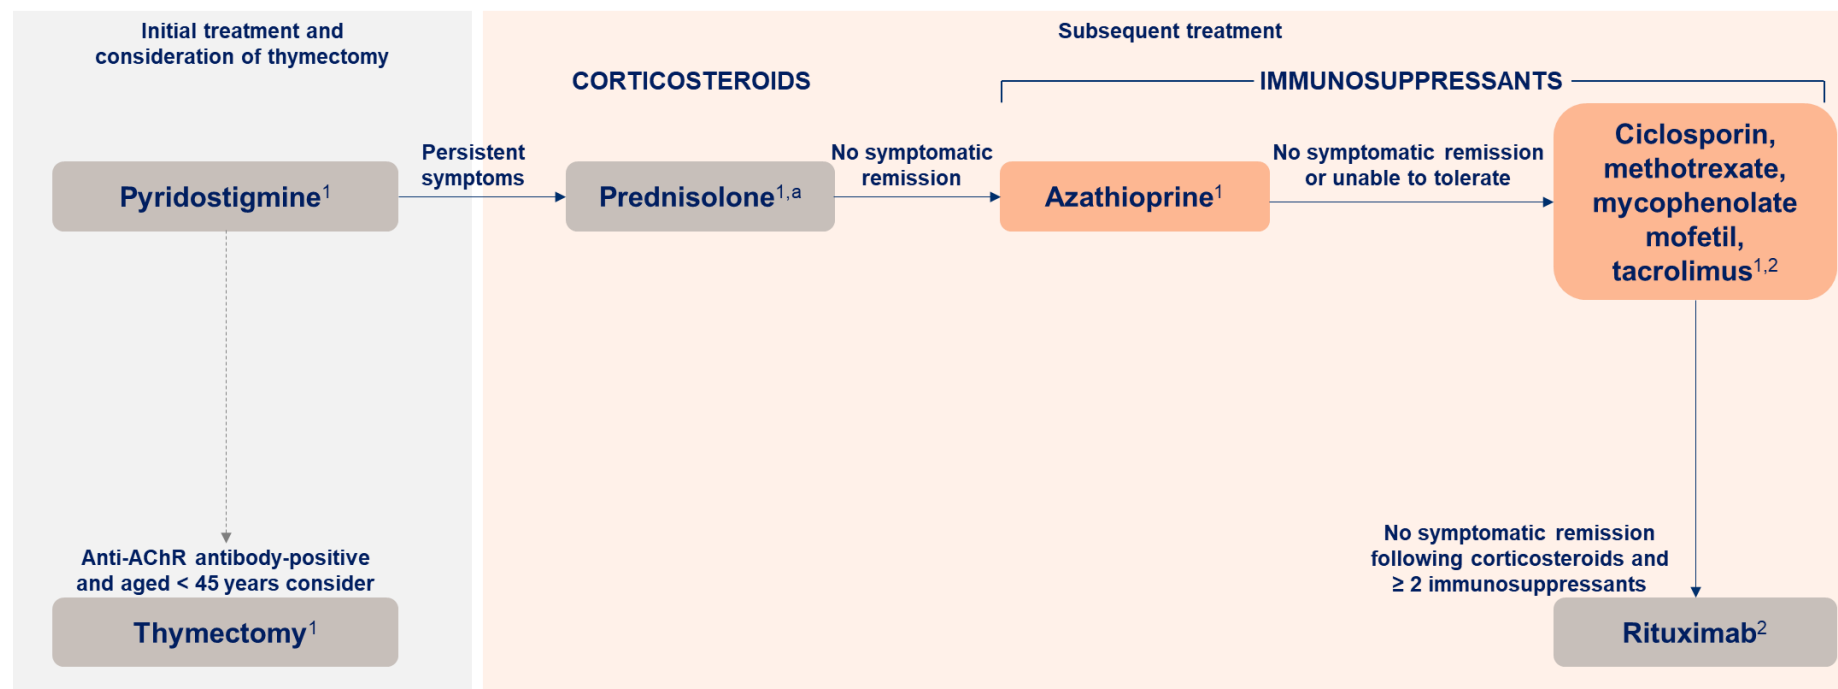 Initial treatment and
consideration of thymectomy
Subsequent treatment
CORTICOSTEROIDS
IMMUNOSUPPRESSANTS
Pyridostigmine1
Persistent
symptoms
Prednisolone1,a
No symptomatic
remission
Azathioprine1
No symptomatic remission
or unable to tolerate
Ciclosporin,
methotrexate,
mycophenolate
mofetil,
tacrolimus1,2
Anti-AChR antibody-positive
and aged < 45 years consider
Thymectomy1
No symptomatic remission
following corticosteroids and
≥ 2 immunosuppressants
Rituximab2